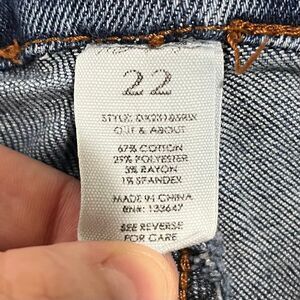 22
OUT & ABOUT
67% COTTON
29% POLYESTER
3% RAYON
1% SPANDEX
MADE IN CHINA
RN#: 133647
SEE REVERSE
FOR CARE